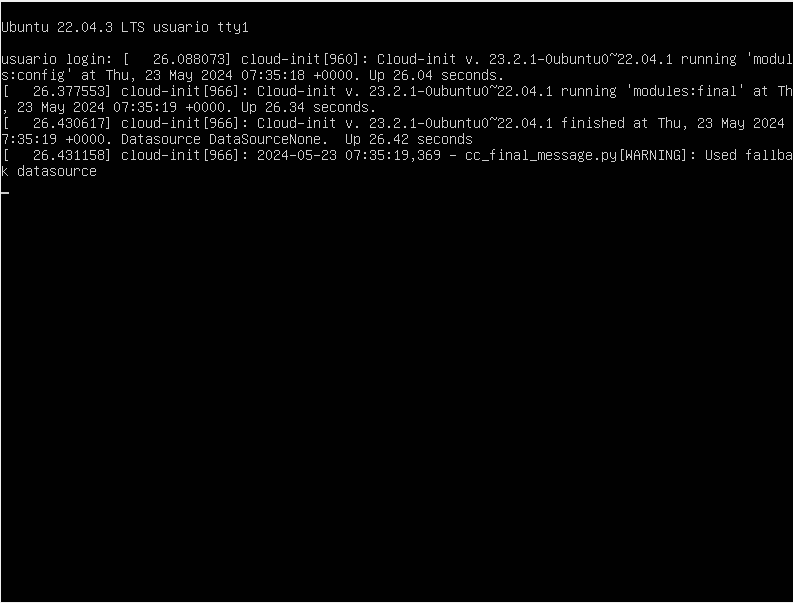 Ubuntu 22.04.3 LTS usuario tty1
usuario login: [   26.088073] cloud-init[960]: Cloud-init v. 23.2.1-0ubuntu0~22.04.1 running 'modul
s:config' at Thu, 23 May 2024 07:35:18 +0000. Up 26.04 seconds.
[   26.377553] cloud-init[966]: Cloud-init v. 23.2.1-0ubuntu0~22.04.1 running 'modules:final' at Th
, 23 May 2024 07:35:19 +0000. Up 26.34 seconds.
[   26.430617] cloud-init[966]: Cloud-init v. 23.2.1-0ubuntu0~22.04.1 finished at Thu, 23 May 2024
7:35:19 +0000. Datasource DataSourceNone.  Up 26.42 seconds
[   26.431158] cloud-init[966]: 2024-05-23 07:35:19,369 - cc_final_message.py[WARNING]: Used fallba
k datasource